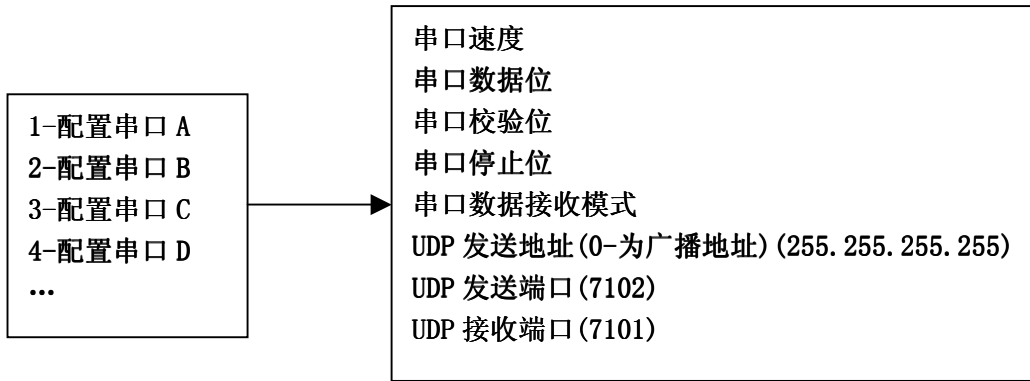 1-配置串口 A
2-配置串口 B
3-配置串口 C
4-配置串口 D
…
串口速度
串口数据位
串口校验位
串口停止位
串口数据接收模式
UDP 发送地址(0-为广播地址)(255.255.255.255)
UDP 发送端口(7102)
UDP 接收端口(7101)